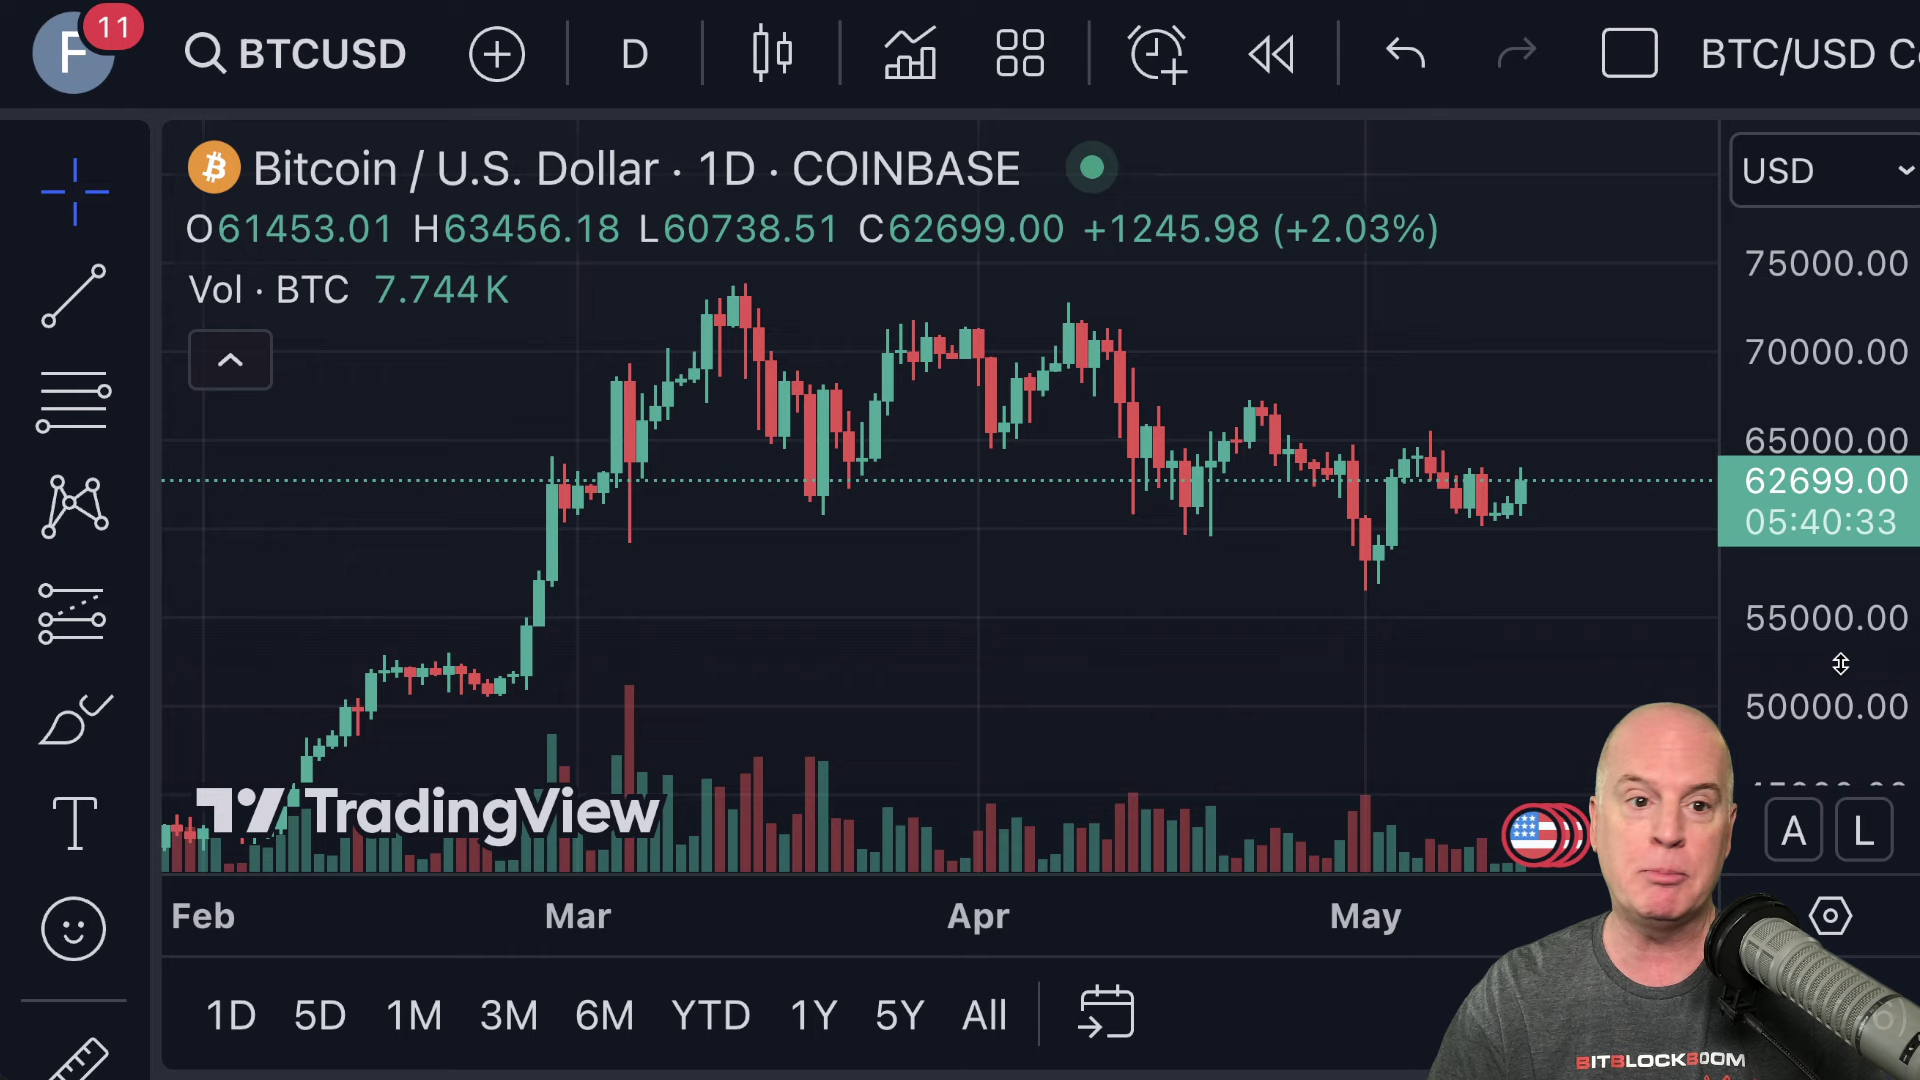 F 11 BTCUSD D BTC/USD
Bitcoin / U.S. Dollar · 1D · COINBASE
O61453.01 H63456.18 L60738.51 C62699.00 +1245.98 (+2.03%)
Vol · BTC 7.744 K
USD
75000.00
70000.00
65000.00
62699.00
05:40:33
55000.00
50000.00
TradingView
A L
Feb Mar Apr May
1D 5D 1M 3M 6M YTD 1Y 5Y All
BITBLOCKBOOM